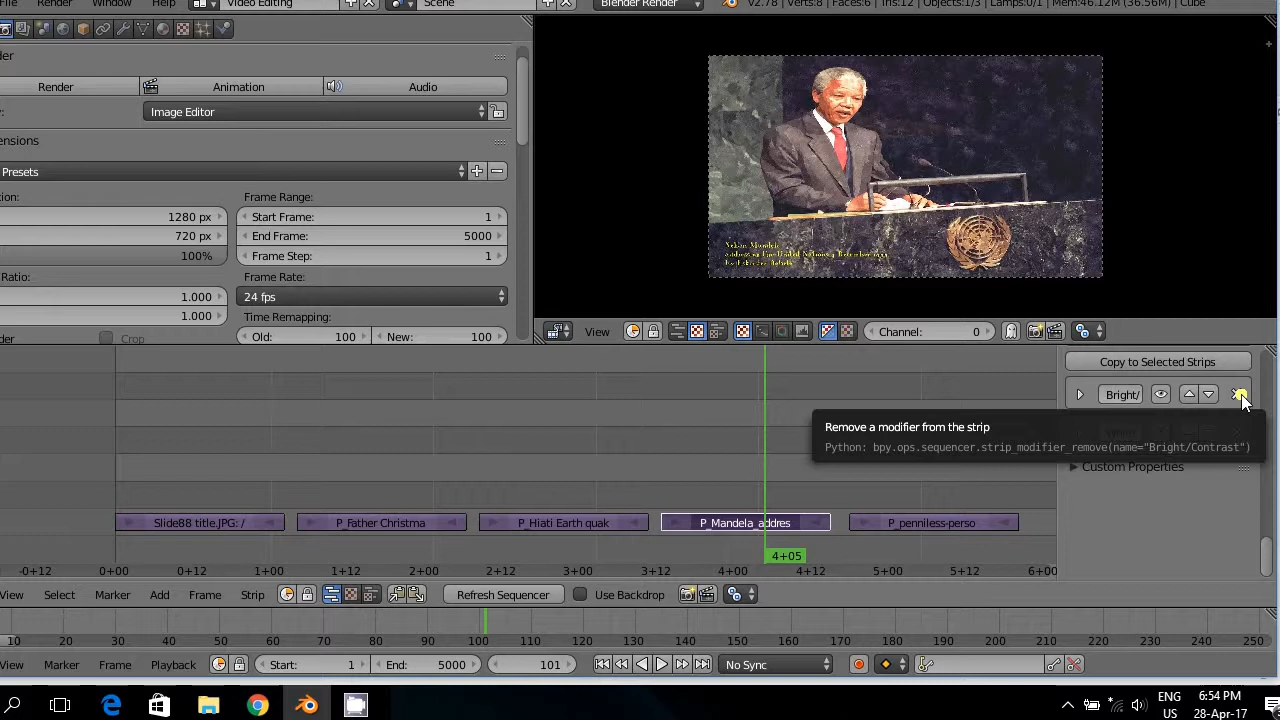 File Render Window Help Video Editing Scene Blender Render v2.78 | Verts:8 | Faces:6 | Tris:12 | Objects:1/3 | Lamps:0/1 | Mem:46.12M (36.56M) | Cube
der
Render Animation Audio
y: Image Editor
ensions
Presets
tion: Frame Range:
1280 px Start Frame: 1
720 px End Frame: 5000
100% Frame Step: 1
Ratio: Frame Rate:
1.000 24 fps
1.000 Time Remapping:
der Crop Old: 100 New: 100
Nelson Mandela
View Channel: 0
Copy to Selected Strips
Bright/
Remove a modifier from the strip
Python: bpy.ops.sequencer.strip_modifier_remove(name="Bright/Contrast")
Custom Properties
Slide88 title.JPG: / P_Father Christma P_Hiati Earth quak P_Mandela_addres P_penniless-perso
4+05
-0+12 0+00 0+12 1+00 1+12 2+00 2+12 3+00 3+12 4+00 4+12 5+00 5+12 6+00
View Select Marker Add Frame Strip Refresh Sequencer Use Backdrop
10 20 30 40 50 60 70 80 90 100 110 120 130 140 150 160 170 180 190 200 210 220 230 240 250
View Marker Frame Playback Start: 1 End: 5000 101 No Sync
ENG 6:54 PM
US 28-Apr-17